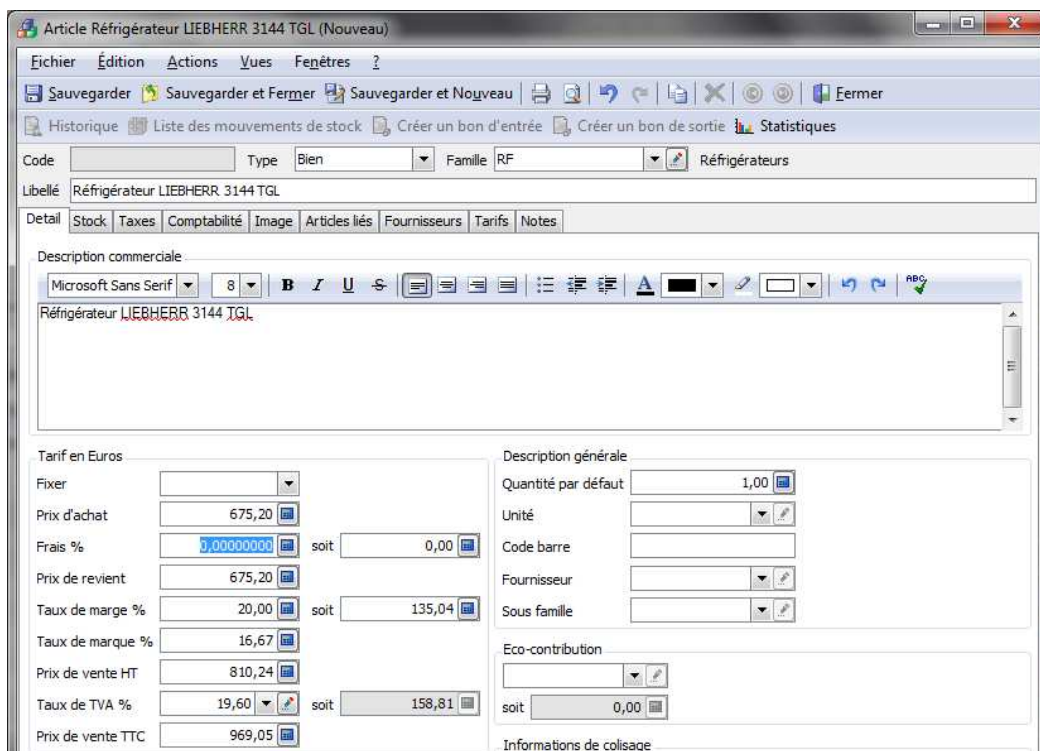 Article Réfrigérateur LIEBHERR 3144 TGL (Nouveau)
Fichier Édition Actions Vues Fenêtres ?
Sauvegarder Sauvegarder et Fermer Sauvegarder et Nouveau Fermer
Historique Liste des mouvements de stock Créer un bon d'entrée Créer un bon de sortie Statistiques
Code Type Bien Famille RF Réfrigérateurs
Libellé Réfrigérateur LIEBHERR 3144 TGL
Detail Stock Taxes Comptabilité Image Articles liés Fournisseurs Tarifs Notes
Description commerciale
Microsoft Sans Serif 8 B I U S A ABC
Réfrigérateur LIEBHERR 3144 TGL
Tarif en Euros
Fixer
Prix d'achat 675,20
Frais % 0,00000000 soit 0,00
Prix de revient 675,20
Taux de marge % 20,00 soit 135,04
Taux de marque % 16,67
Prix de vente HT 810,24
Taux de TVA % 19,60 soit 158,81
Prix de vente TTC 969,05
Description générale
Quantité par défaut 1,00
Unité
Code barre
Fournisseur
Sous famille
Eco-contribution
soit 0,00
Informations de colisage